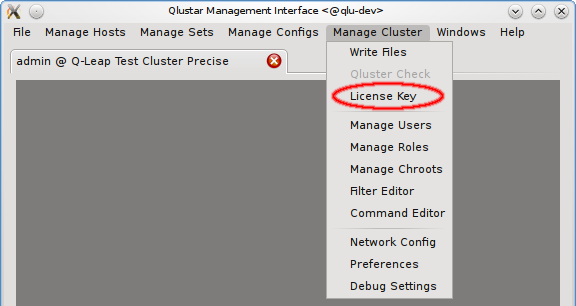 Qlustar Management Interface <@qlu-dev>
File Manage Hosts Manage Sets Manage Configs Manage Cluster Windows Help
admin @ Q-Leap Test Cluster Precise
Write Files
Qluster Check
License Key
Manage Users
Manage Roles
Manage Chroots
Filter Editor
Command Editor
Network Config
Preferences
Debug Settings